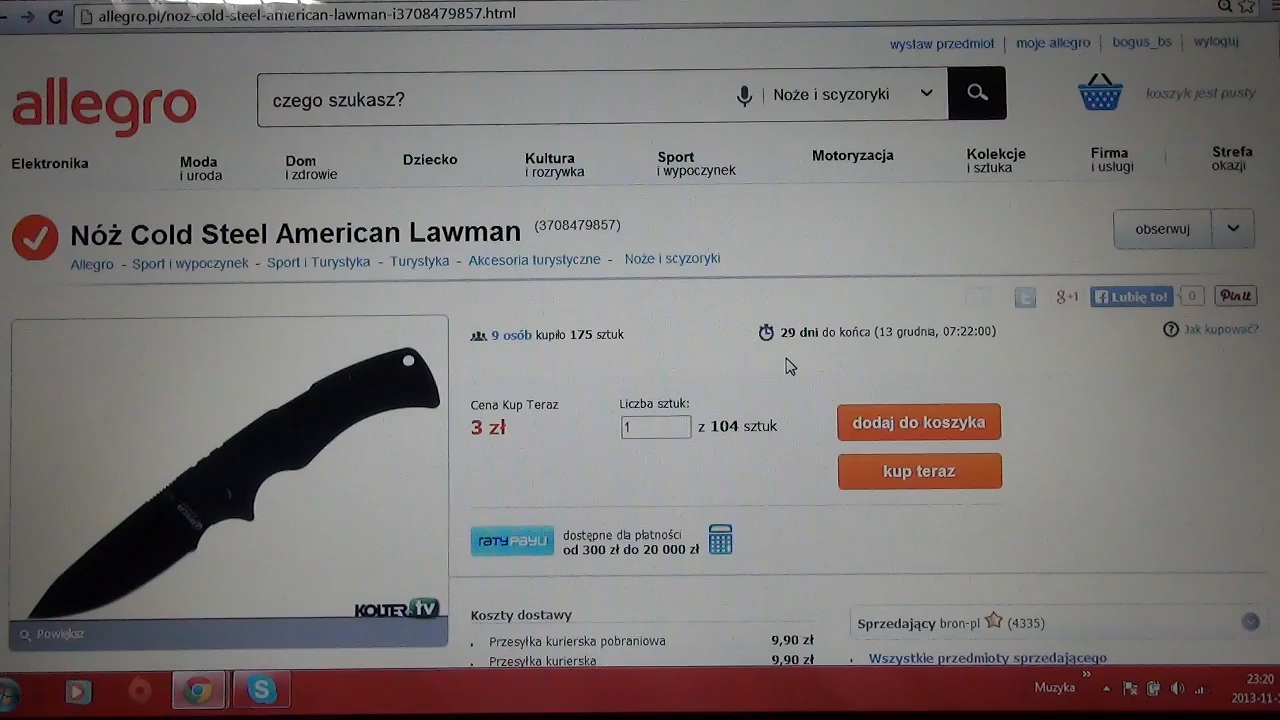 allegro.pl/noz-cold-steel-american-lawman-i3708479857.html
wystaw przedmiot | moje allegro | bogus_bs | wyloguj
allegro
czego szukasz?
Noże i scyzoryki
koszyk jest pusty
Elektronika
Moda
i uroda
Dom
i zdrowie
Dziecko
Kultura
i rozrywka
Sport
i wypoczynek
Motoryzacja
Kolekcje
i sztuka
Firma
i usługi
Strefa
okazji
Nóż Cold Steel American Lawman (3708479857)
obserwuj
Allegro - Sport i wypoczynek - Sport i Turystyka - Turystyka - Akcesoria turystyczne - Noże i scyzoryki
g+1
Lubię to!
0
Pin it
9 osób kupiło 175 sztuk
29 dni do końca (13 grudnia, 07:22:00)
Jak kupować?
Cena Kup Teraz
3 zł
Liczba sztuk:
1 z 104 sztuk
dodaj do koszyka
kup teraz
raty PayU
dostępne dla płatności
od 300 zł do 20 000 zł
KOLTER.tv
Powiększ
Koszty dostawy
Przesyłka kurierska pobraniowa 9,90 zł
Przesyłka kurierska 9,90 zł
Sprzedający bron-pl (4335)
Wszystkie przedmioty sprzedającego
Muzyka
23:20
2013-11-1